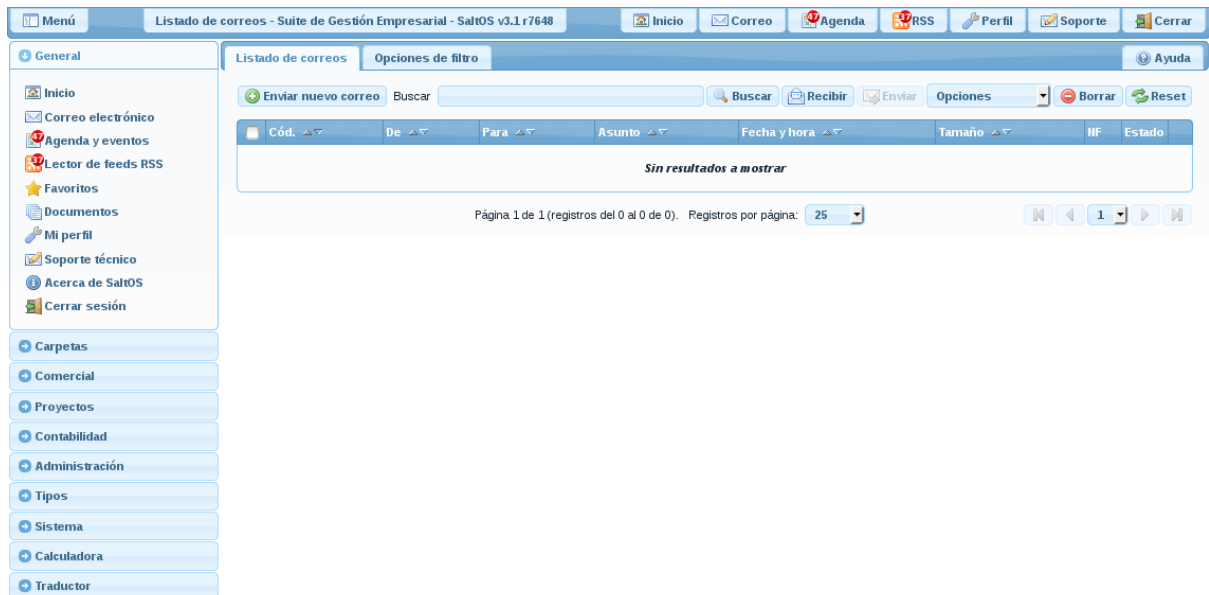 Menú
Listado de correos - Suite de Gestión Empresarial - SaltOS v3.1 r7648
Inicio
Correo
47 Agenda
47 RSS
Perfil
Soporte
Cerrar
General
Inicio
Correo electrónico
47 Agenda y eventos
47 Lector de feeds RSS
Favoritos
Documentos
Mi perfil
Soporte técnico
Acerca de SaltOS
Cerrar sesión
Carpetas
Comercial
Proyectos
Contabilidad
Administración
Tipos
Sistema
Calculadora
Traductor
Listado de correos
Opciones de filtro
Ayuda
Enviar nuevo correo Buscar Buscar Recibir Enviar Opciones Borrar Reset
Cód. De Para Asunto Fecha y hora Tamaño NF Estado
Sin resultados a mostrar
Página 1 de 1 (registros del 0 al 0 de 0). Registros por página: 25 1